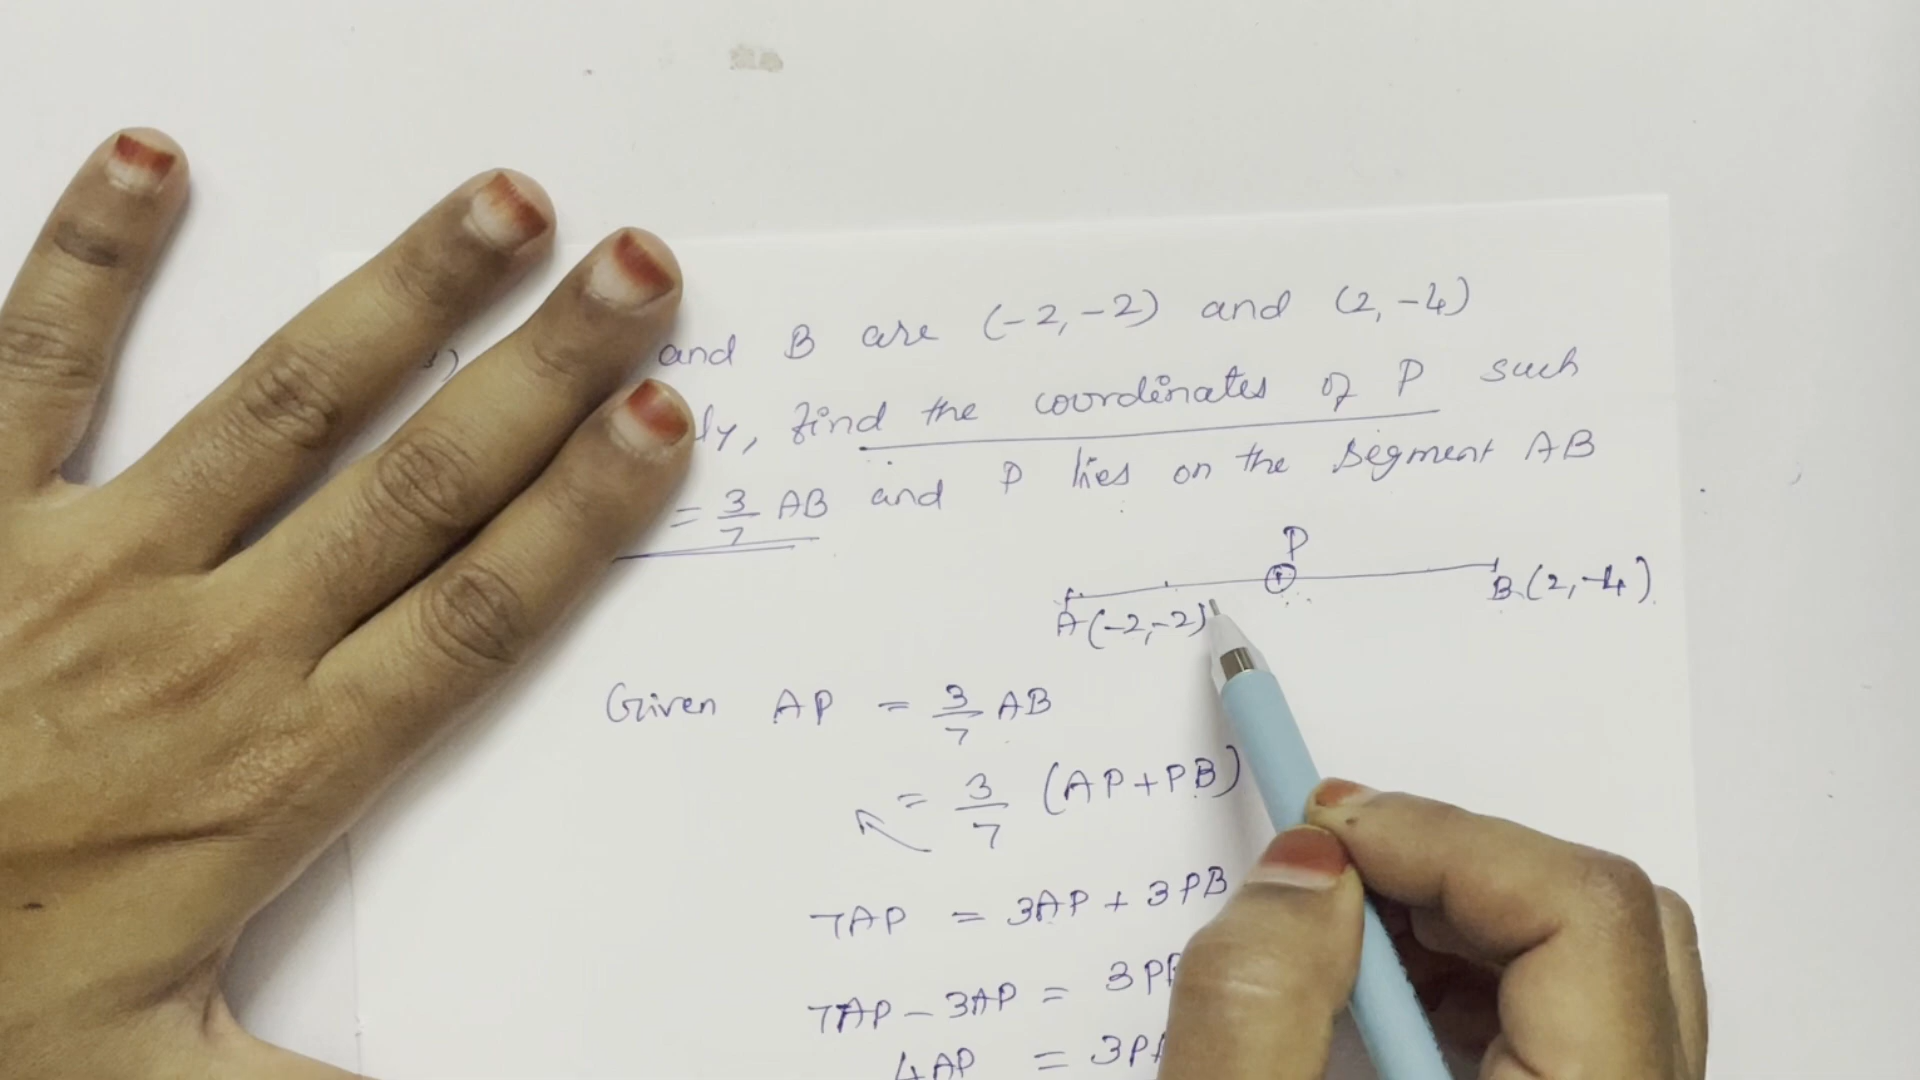 and B are (-2,-2) and (2,-4)
ly, find the coordinates of P such
= 3/7 AB and P lies on the segment AB
P
A(-2,-2) B(2,-4)
Given AP = 3/7 AB
= 3/7 (AP+PB)
7AP = 3AP + 3PB
7AP - 3AP = 3P
4AP = 3P